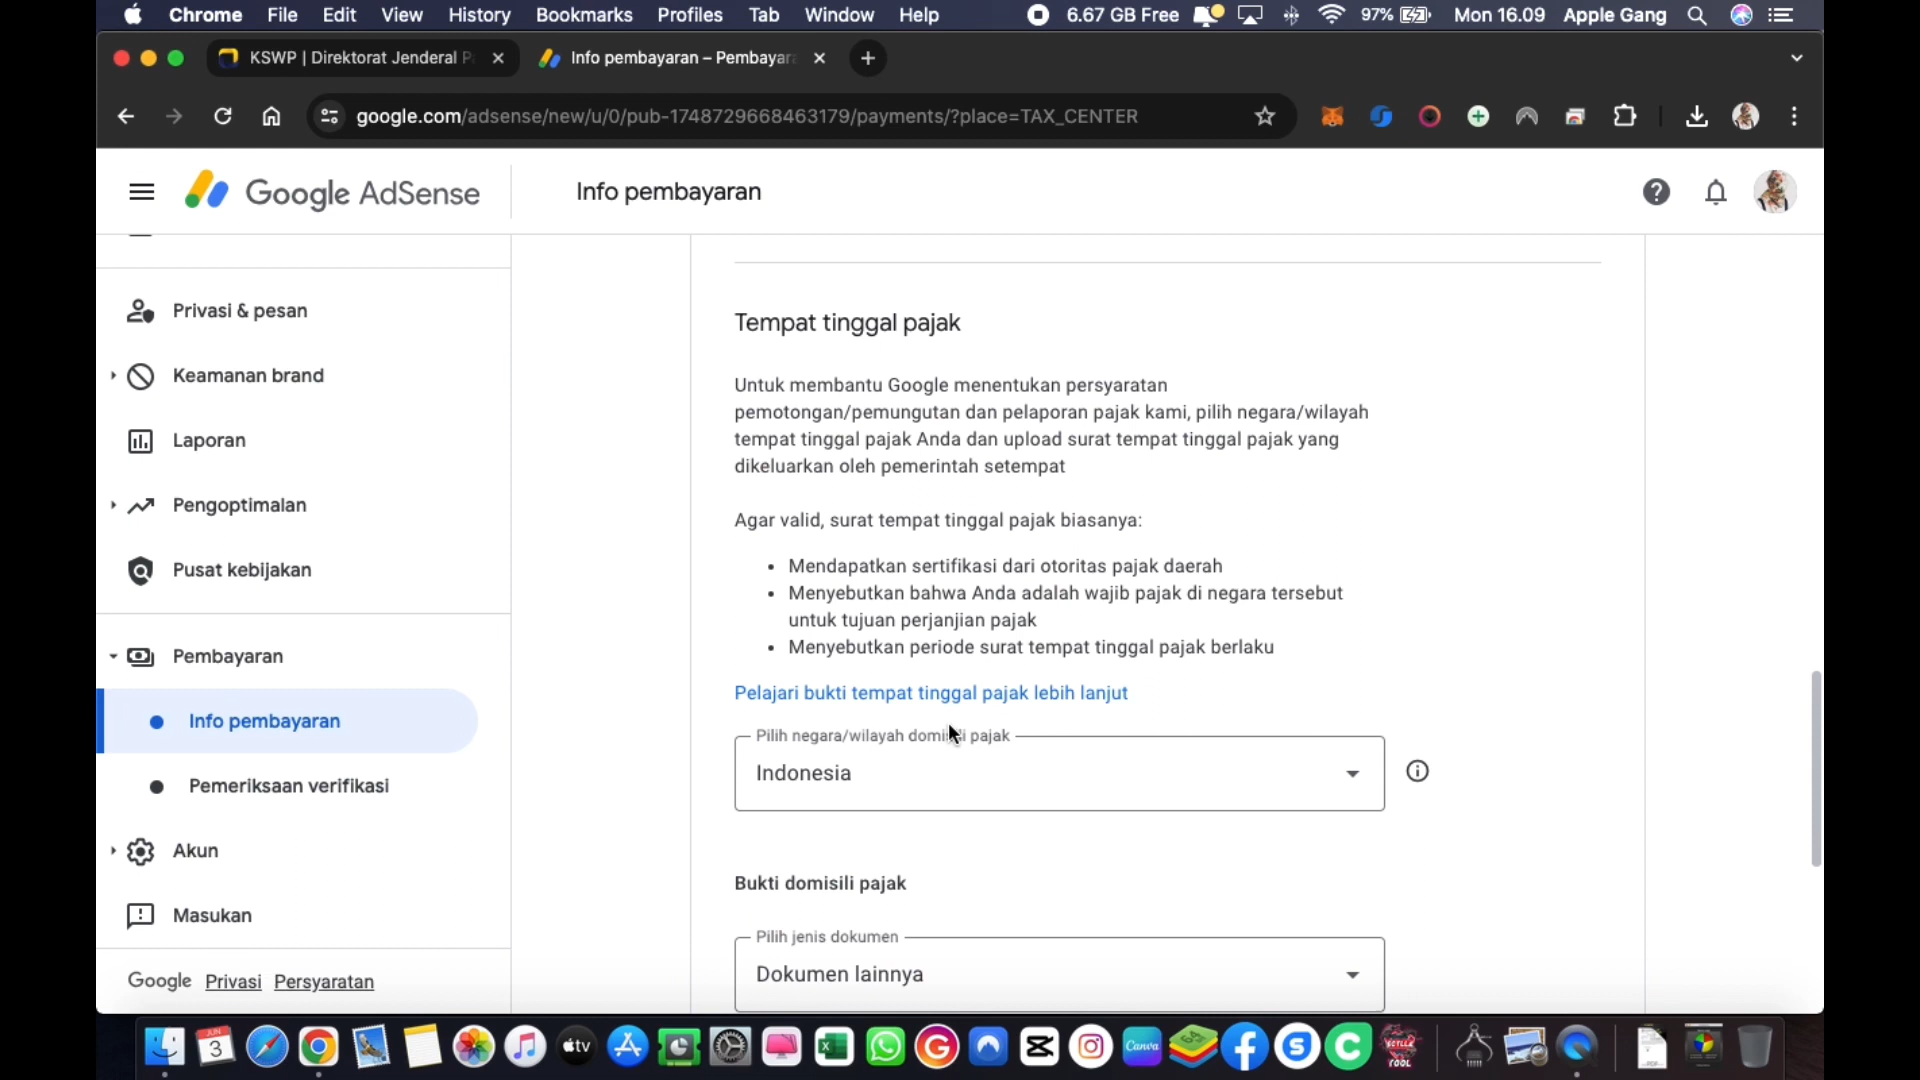 Chrome File Edit View History Bookmarks Profiles Tab Window Help 6.67 GB Free 97% Mon 16.09 Apple Gang
KSWP | Direktorat Jenderal P
Info pembayaran – Pembayar
google.com/adsense/new/u/0/pub-1748729668463179/payments/?place=TAX_CENTER
Google AdSense
Info pembayaran
Privasi & pesan
Keamanan brand
Laporan
Pengoptimalan
Pusat kebijakan
Pembayaran
Info pembayaran
Pemeriksaan verifikasi
Akun
Masukan
Google Privasi Persyaratan
Tempat tinggal pajak
Untuk membantu Google menentukan persyaratan
pemotongan/pemungutan dan pelaporan pajak kami, pilih negara/wilayah
tempat tinggal pajak Anda dan upload surat tempat tinggal pajak yang
dikeluarkan oleh pemerintah setempat
Agar valid, surat tempat tinggal pajak biasanya:
• Mendapatkan sertifikasi dari otoritas pajak daerah
• Menyebutkan bahwa Anda adalah wajib pajak di negara tersebut
untuk tujuan perjanjian pajak
• Menyebutkan periode surat tempat tinggal pajak berlaku
Pelajari bukti tempat tinggal pajak lebih lanjut
Pilih negara/wilayah domisili pajak
Indonesia
Bukti domisili pajak
Pilih jenis dokumen
Dokumen lainnya
JUN
3
tv
Canva
TOOL